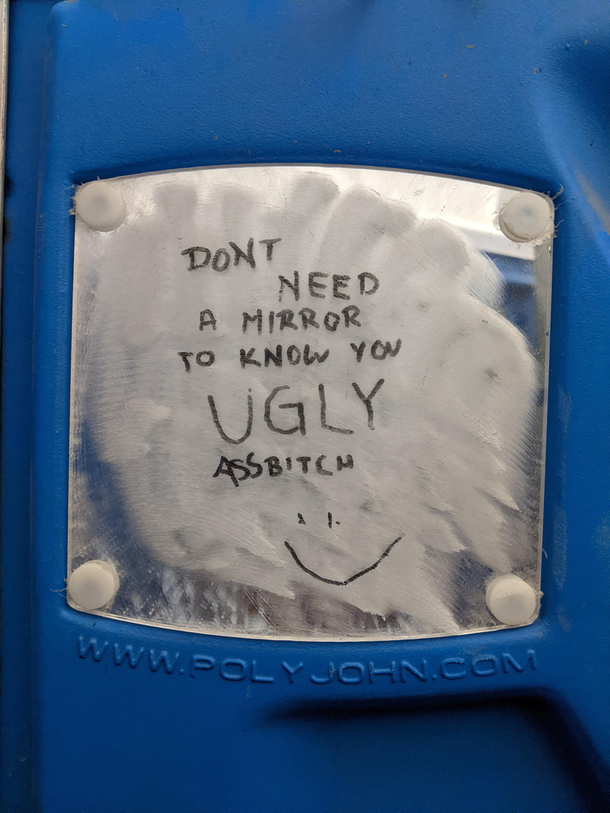 DONT
NEED
A MIRROR
TO KNOW YOU
UGLY
ASSBITCH
WWW.POLYJOHN.COM